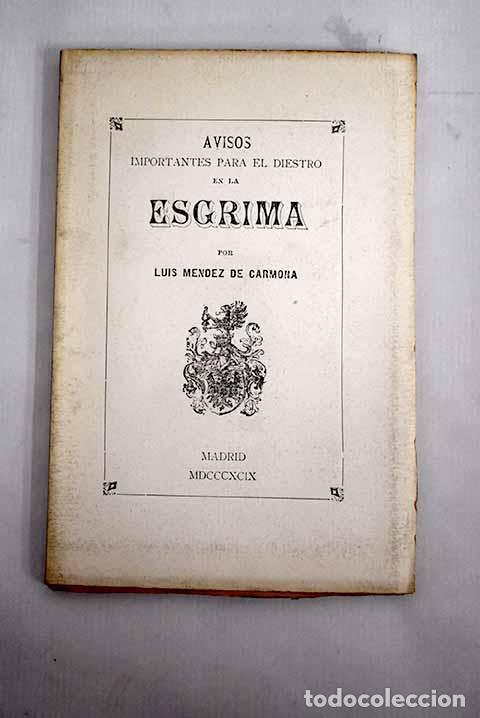 AVISOS
IMPORTANTES PARA EL DIESTRO
EN LA
ESGRIMA
POR
LUIS MENDEZ DE CARMONA
MADRID
MDCCCXCIX
todocoleccion